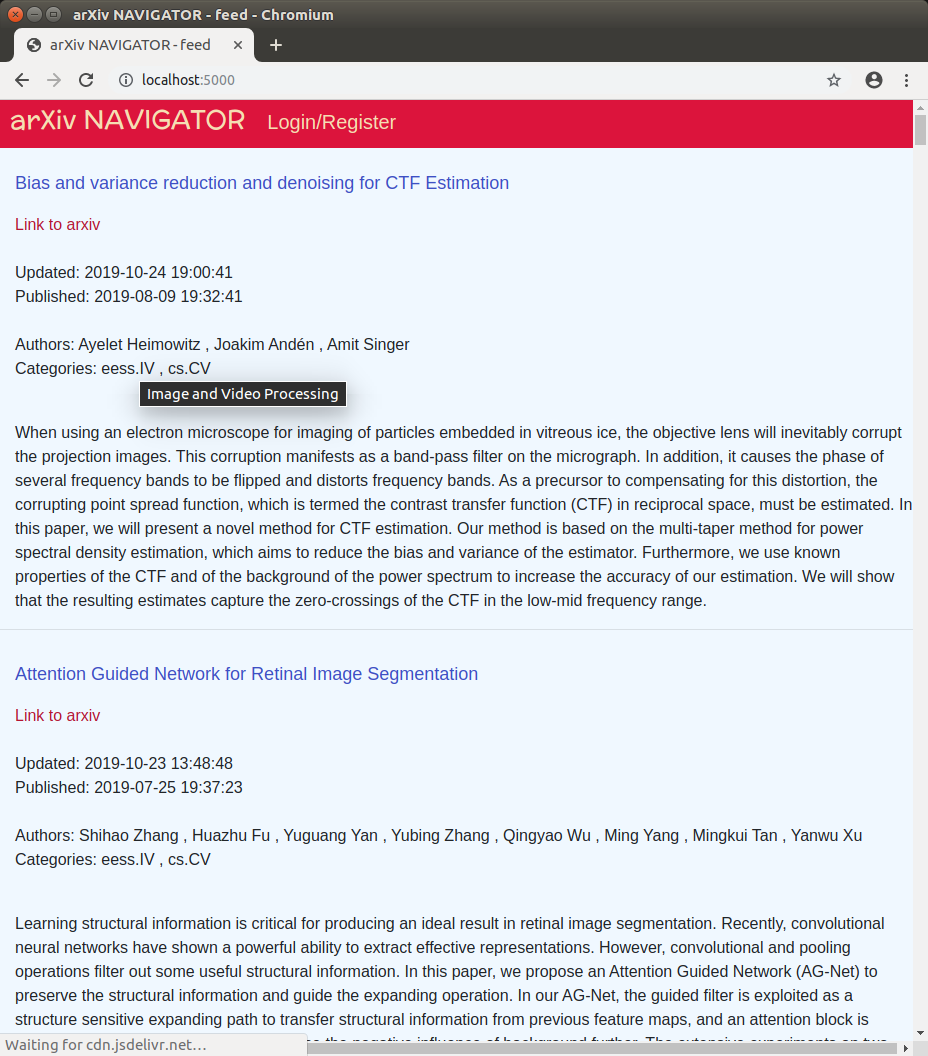 arXiv NAVIGATOR - feed - Chromium
arXiv NAVIGATOR - feed
localhost:5000
arXiv NAVIGATOR Login/Register
Bias and variance reduction and denoising for CTF Estimation
Link to arxiv
Updated: 2019-10-24 19:00:41
Published: 2019-08-09 19:32:41
Authors: Ayelet Heimowitz , Joakim Andén , Amit Singer
Categories: eess.IV , cs.CV
Image and Video Processing
When using an electron microscope for imaging of particles embedded in vitreous ice, the objective lens will inevitably corrupt
the projection images. This corruption manifests as a band-pass filter on the micrograph. In addition, it causes the phase of
several frequency bands to be flipped and distorts frequency bands. As a precursor to compensating for this distortion, the
corrupting point spread function, which is termed the contrast transfer function (CTF) in reciprocal space, must be estimated. In
this paper, we will present a novel method for CTF estimation. Our method is based on the multi-taper method for power
spectral density estimation, which aims to reduce the bias and variance of the estimator. Furthermore, we use known
properties of the CTF and of the background of the power spectrum to increase the accuracy of our estimation. We will show
that the resulting estimates capture the zero-crossings of the CTF in the low-mid frequency range.
Attention Guided Network for Retinal Image Segmentation
Link to arxiv
Updated: 2019-10-23 13:48:48
Published: 2019-07-25 19:37:23
Authors: Shihao Zhang , Huazhu Fu , Yuguang Yan , Yubing Zhang , Qingyao Wu , Ming Yang , Mingkui Tan , Yanwu Xu
Categories: eess.IV , cs.CV
Learning structural information is critical for producing an ideal result in retinal image segmentation. Recently, convolutional
neural networks have shown a powerful ability to extract effective representations. However, convolutional and pooling
operations filter out some useful structural information. In this paper, we propose an Attention Guided Network (AG-Net) to
preserve the structural information and guide the expanding operation. In our AG-Net, the guided filter is exploited as a
structure sensitive expanding path to transfer structural information from previous feature maps, and an attention block is
the negative influence of background further. The extensive experiments on two
Waiting for cdn.jsdelivr.net…